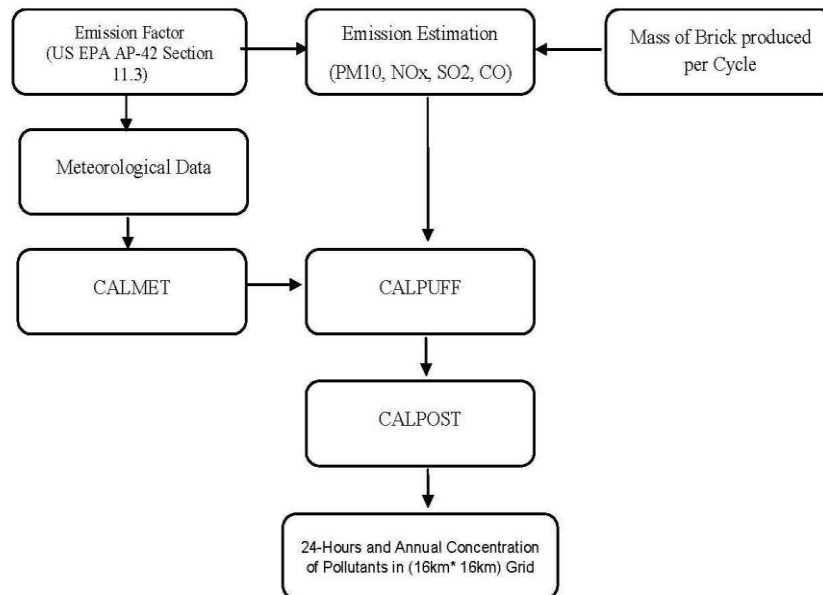 Emission Factor
(US EPA AP-42 Section
11.3)
Emission Estimation
(PM10, NOx, SO2, CO)
Mass of Brick produced
per Cycle
Meteorological Data
CALMET
CALPUFF
CALPOST
24-Hours and Annual Concentration
of Pollutants in (16km* 16km) Grid